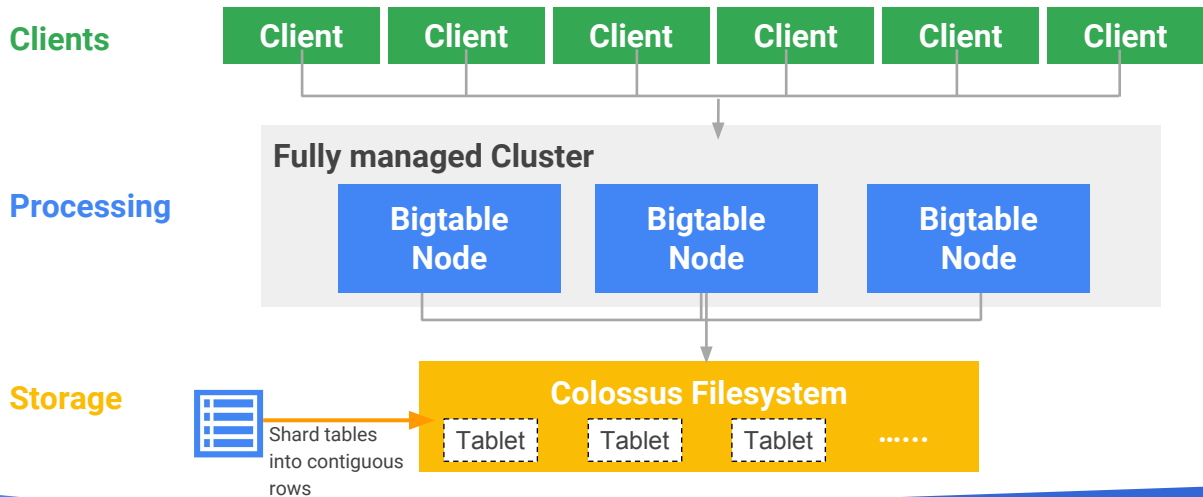 Clients
Client Client Client Client Client Client
Fully managed Cluster
Processing
Bigtable Node
Bigtable Node
Bigtable Node
Storage
Colossus Filesystem
Tablet Tablet Tablet ......
Shard tables
into contiguous
rows